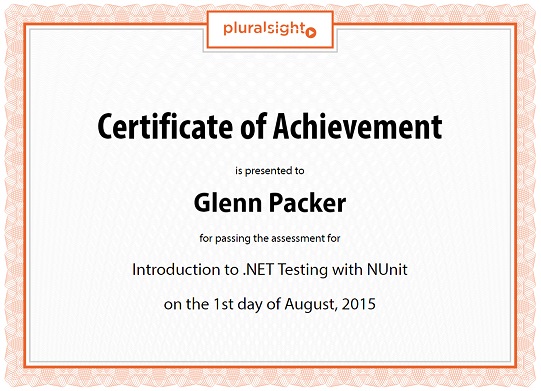 pluralsight
Certificate of Achievement
is presented to
Glenn Packer
for passing the assessment for
Introduction to .NET Testing with NUnit
on the 1st day of August, 2015